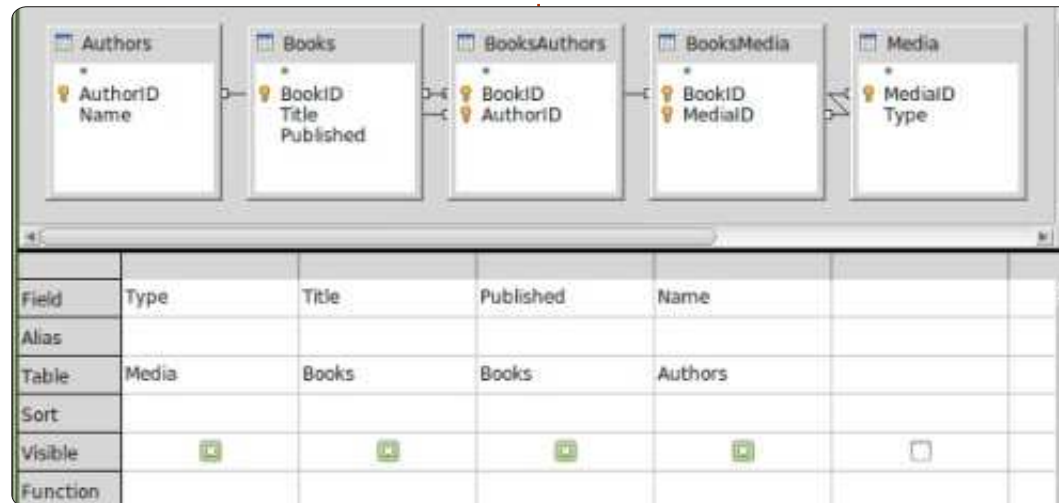 Authors Books BooksAuthors BooksMedia Media
* * * * *
AuthorID BookID BookID BookID MediaID
Name Title AuthorID MediaID Type
Published
Field Type Title Published Name
Alias
Table Media Books Books Authors
Sort
Visible
Function